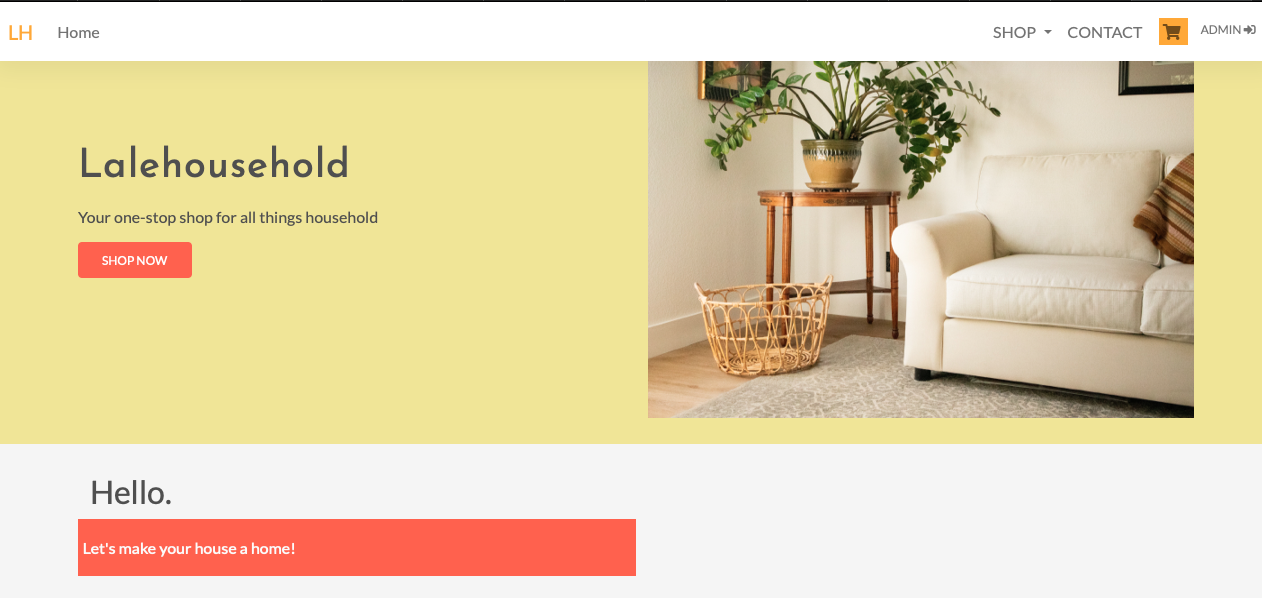 LH Home SHOP CONTACT ADMIN
Lalehousehold
Your one-stop shop for all things household
SHOP NOW
Hello.
Let's make your house a home!